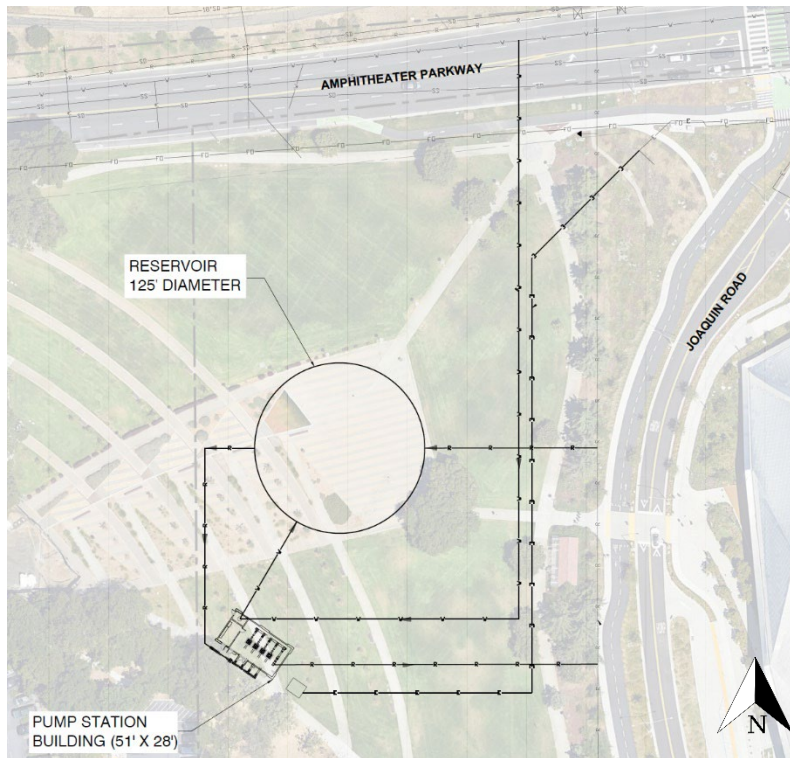 AMPHITHEATER PARKWAY
RESERVOIR
125' DIAMETER
JOAQUIN ROAD
PUMP STATION
BUILDING (51' X 28')
N